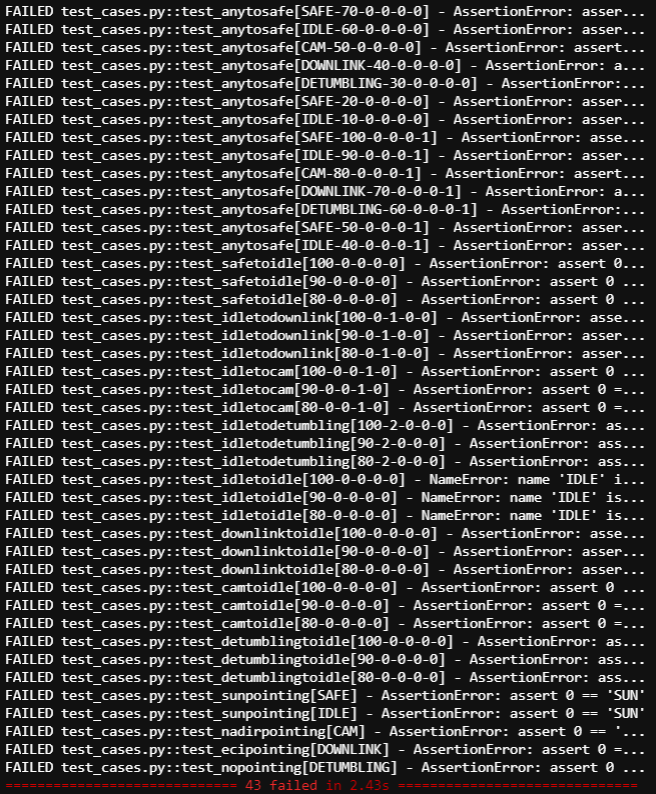 FAILED test_cases.py::test_anytosafe[SAFE-70-0-0-0-0] - AssertionError: asser...
FAILED test_cases.py::test_anytosafe[IDLE-60-0-0-0-0] - AssertionError: asser...
FAILED test_cases.py::test_anytosafe[CAM-50-0-0-0-0] - AssertionError: assert...
FAILED test_cases.py::test_anytosafe[DOWNLINK-40-0-0-0-0] - AssertionError: a...
FAILED test_cases.py::test_anytosafe[DETUMBLING-30-0-0-0-0] - AssertionError:...
FAILED test_cases.py::test_anytosafe[SAFE-20-0-0-0-0] - AssertionError: asser...
FAILED test_cases.py::test_anytosafe[IDLE-10-0-0-0-0] - AssertionError: asser...
FAILED test_cases.py::test_anytosafe[SAFE-100-0-0-0-1] - AssertionError: asse...
FAILED test_cases.py::test_anytosafe[IDLE-90-0-0-0-1] - AssertionError: asser...
FAILED test_cases.py::test_anytosafe[CAM-80-0-0-0-1] - AssertionError: assert...
FAILED test_cases.py::test_anytosafe[DOWNLINK-70-0-0-0-1] - AssertionError: a...
FAILED test_cases.py::test_anytosafe[DETUMBLING-60-0-0-0-1] - AssertionError:...
FAILED test_cases.py::test_anytosafe[SAFE-50-0-0-0-1] - AssertionError: asser...
FAILED test_cases.py::test_anytosafe[IDLE-40-0-0-0-1] - AssertionError: asser...
FAILED test_cases.py::test_safetoidle[100-0-0-0-0] - AssertionError: assert 0...
FAILED test_cases.py::test_safetoidle[90-0-0-0-0] - AssertionError: assert 0 ...
FAILED test_cases.py::test_safetoidle[80-0-0-0-0] - AssertionError: assert 0 ...
FAILED test_cases.py::test_idletodownlink[100-0-1-0-0] - AssertionError: asse...
FAILED test_cases.py::test_idletodownlink[90-0-1-0-0] - AssertionError: asser...
FAILED test_cases.py::test_idletodownlink[80-0-1-0-0] - AssertionError: asser...
FAILED test_cases.py::test_idletocam[100-0-0-1-0] - AssertionError: assert 0 ...
FAILED test_cases.py::test_idletocam[90-0-0-1-0] - AssertionError: assert 0 =...
FAILED test_cases.py::test_idletocam[80-0-0-1-0] - AssertionError: assert 0 =...
FAILED test_cases.py::test_idletodetumbling[100-2-0-0-0] - AssertionError: as...
FAILED test_cases.py::test_idletodetumbling[90-2-0-0-0] - AssertionError: ass...
FAILED test_cases.py::test_idletodetumbling[80-2-0-0-0] - AssertionError: ass...
FAILED test_cases.py::test_idletoidle[100-0-0-0-0] - NameError: name 'IDLE' i...
FAILED test_cases.py::test_idletoidle[90-0-0-0-0] - NameError: name 'IDLE' is...
FAILED test_cases.py::test_idletoidle[80-0-0-0-0] - NameError: name 'IDLE' is...
FAILED test_cases.py::test_downlinktoidle[100-0-0-0-0] - AssertionError: asse...
FAILED test_cases.py::test_downlinktoidle[90-0-0-0-0] - AssertionError: asser...
FAILED test_cases.py::test_downlinktoidle[80-0-0-0-0] - AssertionError: asser...
FAILED test_cases.py::test_camtoidle[100-0-0-0-0] - AssertionError: assert 0 ...
FAILED test_cases.py::test_camtoidle[90-0-0-0-0] - AssertionError: assert 0 =...
FAILED test_cases.py::test_camtoidle[80-0-0-0-0] - AssertionError: assert 0 =...
FAILED test_cases.py::test_detumblingtoidle[100-0-0-0-0] - AssertionError: as...
FAILED test_cases.py::test_detumblingtoidle[90-0-0-0-0] - AssertionError: ass...
FAILED test_cases.py::test_detumblingtoidle[80-0-0-0-0] - AssertionError: ass...
FAILED test_cases.py::test_sunpointing[SAFE] - AssertionError: assert 0 == 'SUN'
FAILED test_cases.py::test_sunpointing[IDLE] - AssertionError: assert 0 == 'SUN'
FAILED test_cases.py::test_nadirpointing[CAM] - AssertionError: assert 0 == '...
FAILED test_cases.py::test_ecipointing[DOWNLINK] - AssertionError: assert 0 =...
FAILED test_cases.py::test_nopointing[DETUMBLING] - AssertionError: assert 0 ...
============================= 43 failed in 2.43s ==============================